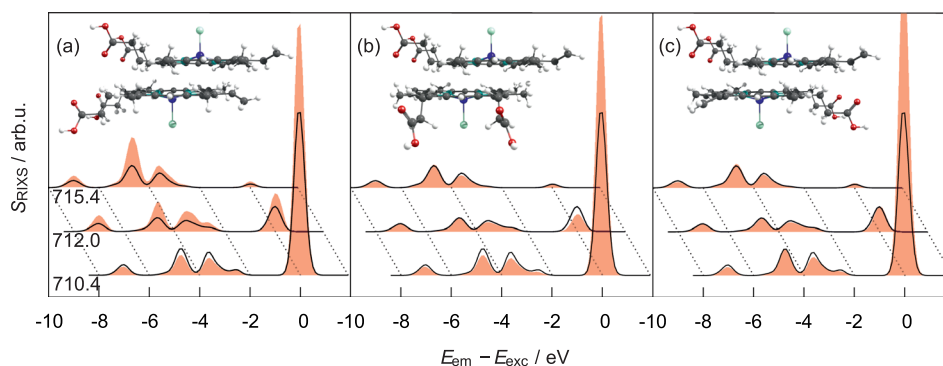 (a)
(b)
(c)
S_RIXS / arb.u.
715.4
712.0
710.4
-10 -8 -6 -4 -2 0 -10 -8 -6 -4 -2 0 -10 -8 -6 -4 -2 0
E_em − E_exc / eV